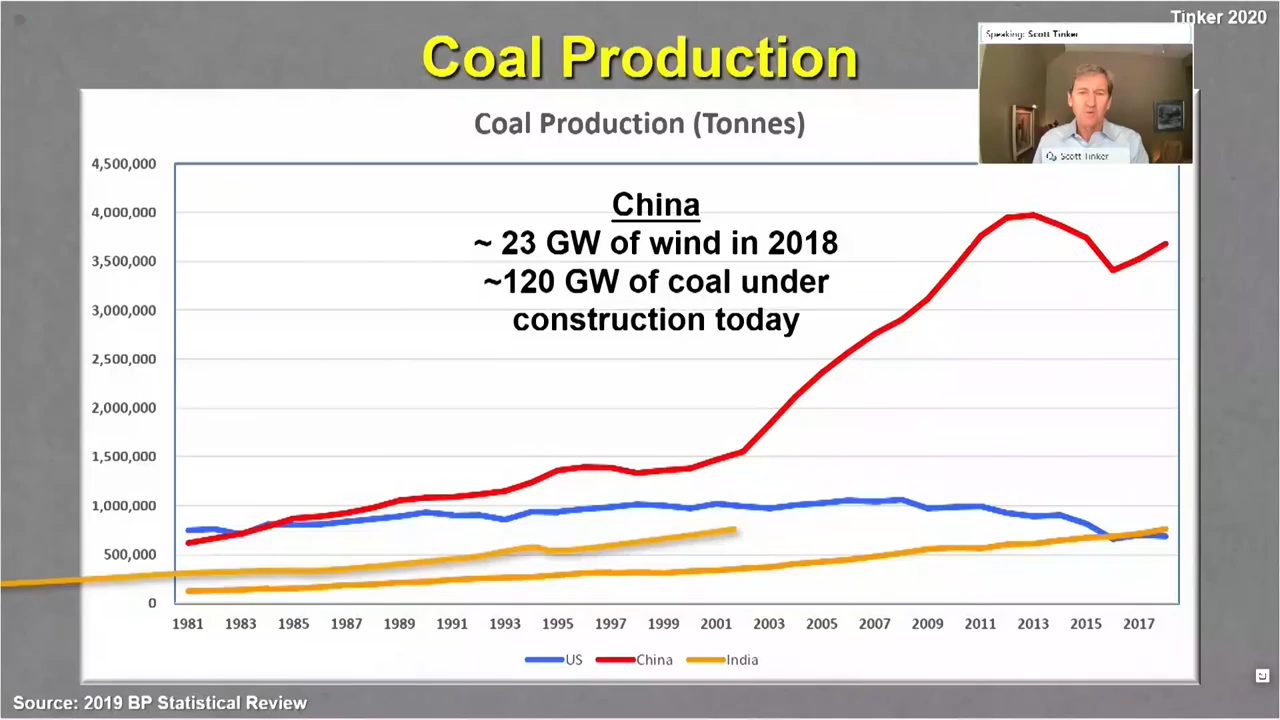 Tinker 2020
Speaking: Scott Tinker
Scott Tinker
Coal Production
Coal Production (Tonnes)
China
~ 23 GW of wind in 2018
~120 GW of coal under
construction today
4,500,000
4,000,000
3,500,000
3,000,000
2,500,000
2,000,000
1,500,000
1,000,000
500,000
0
1981 1983 1985 1987 1989 1991 1993 1995 1997 1999 2001 2003 2005 2007 2009 2011 2013 2015 2017
US China India
Source: 2019 BP Statistical Review